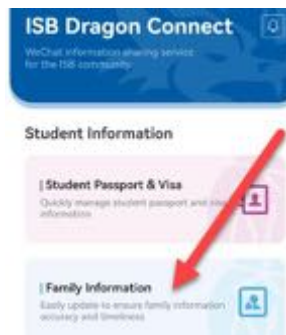 ISB Dragon Connect
WeChat information sharing service
for the ISB community
Student Information
| Student Passport & Visa
Quickly manage student passport and visa
information
| Family Information
Easily update to ensure family information
accuracy and timeliness